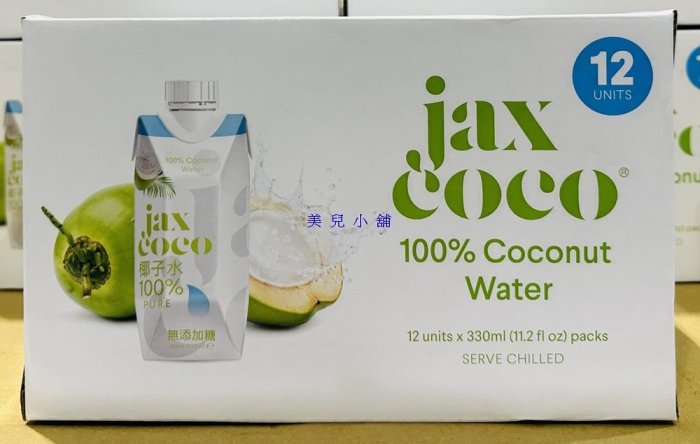 12
UNITS
jax
coco®
100% Coconut
Water
12 units x 330ml (11.2 fl oz) packs
SERVE CHILLED
100% Coconut
Water
jax
coco
椰子水
100%
PURE
無添加糖
美兒小舖